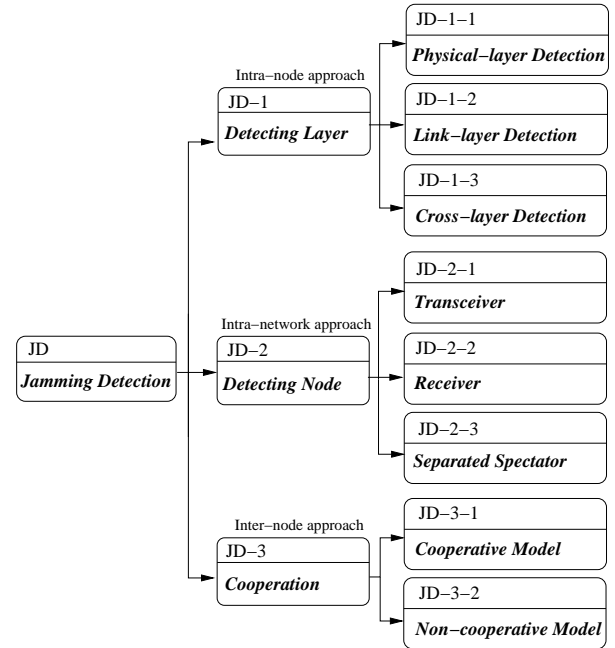 JD
Jamming Detection
Intra−node approach
JD−1
Detecting Layer
JD−1−1
Physical−layer Detection
JD−1−2
Link−layer Detection
JD−1−3
Cross−layer Detection
Intra−network approach
JD−2
Detecting Node
JD−2−1
Transceiver
JD−2−2
Receiver
JD−2−3
Separated Spectator
Inter−node approach
JD−3
Cooperation
JD−3−1
Cooperative Model
JD−3−2
Non−cooperative Model